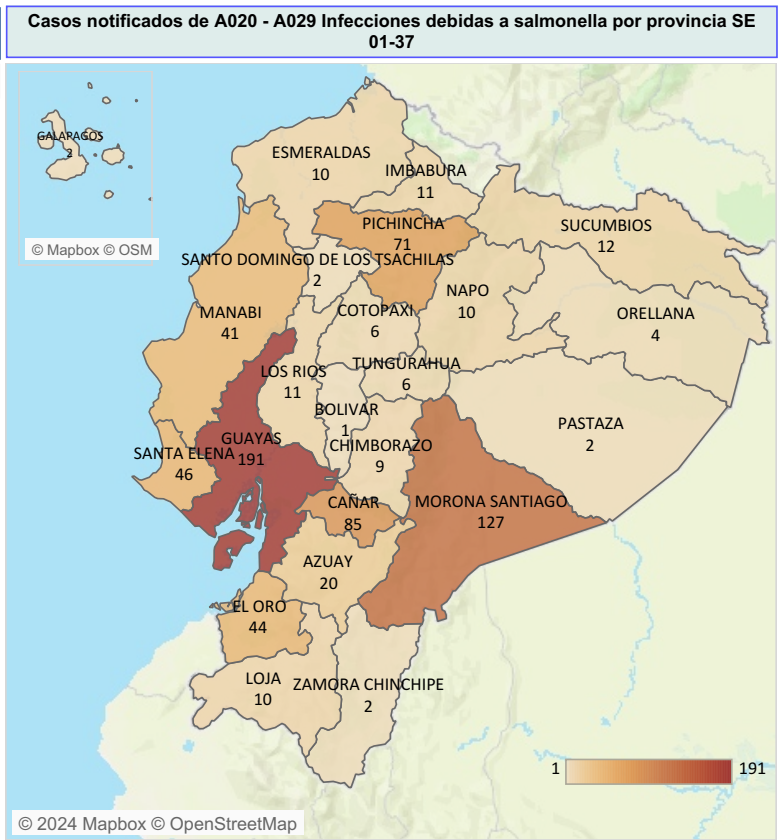 Casos notificados de A020 - A029 Infecciones debidas a salmonella por provincia SE
01-37
GALAPAGOS
2
© Mapbox © OSM
ESMERALDAS
10
IMBABURA
11
PICHINCHA
71
SUCUMBIOS
12
SANTO DOMINGO DE LOS TSACHILAS
2
NAPO
10
MANABI
41
COTOPAXI
6
ORELLANA
4
LOS RIOS
11
TUNGURAHUA
6
BOLIVAR
1
PASTAZA
2
GUAYAS
191
CHIMBORAZO
9
SANTA ELENA
46
CAÑAR
85
MORONA SANTIAGO
127
AZUAY
20
EL ORO
44
LOJA
10
ZAMORA CHINCHIPE
2
1 191
© 2024 Mapbox © OpenStreetMap